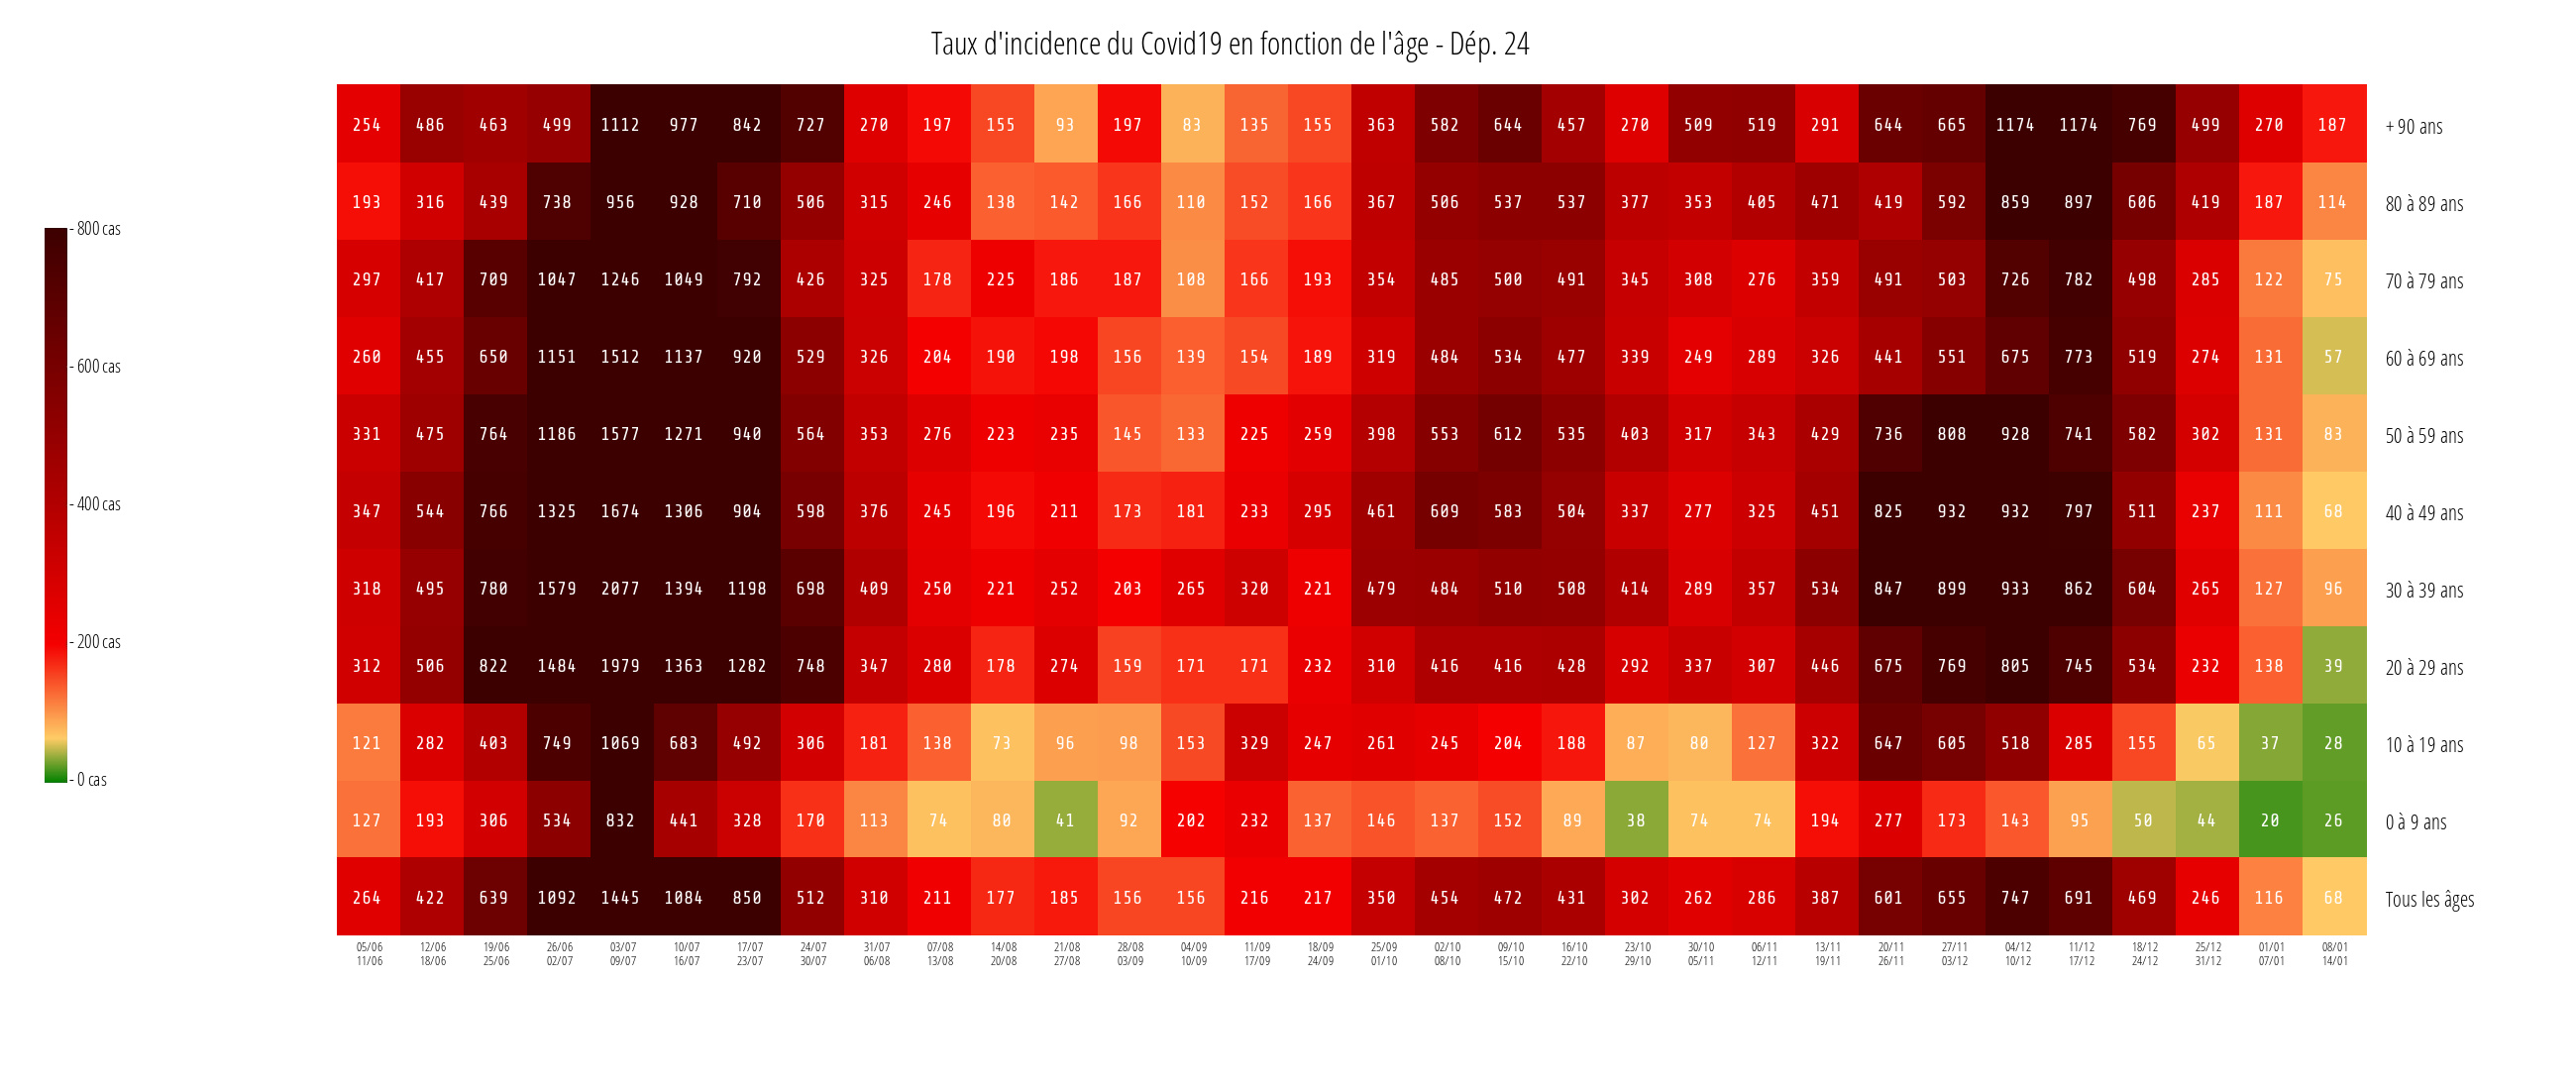 Taux d'incidence du Covid19 en fonction de l'âge - Dép. 24
- 800 cas
- 600 cas
- 400 cas
- 200 cas
- 0 cas
254 486 463 499 1112 977 842 727 270 197 155 93 197 83 135 155 363 582 644 457 270 509 519 291 644 665 1174 1174 769 499 270 187 + 90 ans
193 316 439 738 956 928 710 506 315 246 138 142 166 110 152 166 367 506 537 537 377 353 405 471 419 592 859 897 606 419 187 114 80 à 89 ans
297 417 709 1047 1246 1049 792 426 325 178 225 186 187 108 166 193 354 485 500 491 345 308 276 359 491 503 726 782 498 285 122 75 70 à 79 ans
260 455 650 1151 1512 1137 920 529 326 204 190 198 156 139 154 189 319 484 534 477 339 249 289 326 441 551 675 773 519 274 131 57 60 à 69 ans
331 475 764 1186 1577 1271 940 564 353 276 223 235 145 133 225 259 398 553 612 535 403 317 343 429 736 808 928 741 582 302 131 83 50 à 59 ans
347 544 766 1325 1674 1306 904 598 376 245 196 211 173 181 233 295 461 609 583 504 337 277 325 451 825 932 932 797 511 237 111 68 40 à 49 ans
318 495 780 1579 2077 1394 1198 698 409 250 221 252 203 265 320 221 479 484 510 508 414 289 357 534 847 899 933 862 604 265 127 96 30 à 39 ans
312 506 822 1484 1979 1363 1282 748 347 280 178 274 159 171 171 232 310 416 416 428 292 337 307 446 675 769 805 745 534 232 138 39 20 à 29 ans
121 282 403 749 1069 683 492 306 181 138 73 96 98 153 329 247 261 245 204 188 87 80 127 322 647 605 518 285 155 65 37 28 10 à 19 ans
127 193 306 534 832 441 328 170 113 74 80 41 92 202 232 137 146 137 152 89 38 74 74 194 277 173 143 95 50 44 20 26 0 à 9 ans
264 422 639 1092 1445 1084 850 512 310 211 177 185 156 156 216 217 350 454 472 431 302 262 286 387 601 655 747 691 469 246 116 68 Tous les âges
05/06 12/06 19/06 26/06 03/07 10/07 17/07 24/07 31/07 07/08 14/08 21/08 28/08 04/09 11/09 18/09 25/09 02/10 09/10 16/10 23/10 30/10 06/11 13/11 20/11 27/11 04/12 11/12 18/12 25/12 01/01 08/01
11/06 18/06 25/06 02/07 09/07 16/07 23/07 30/07 06/08 13/08 20/08 27/08 03/09 10/09 17/09 24/09 01/10 08/10 15/10 22/10 29/10 05/11 12/11 19/11 26/11 03/12 10/12 17/12 24/12 31/12 07/01 14/01